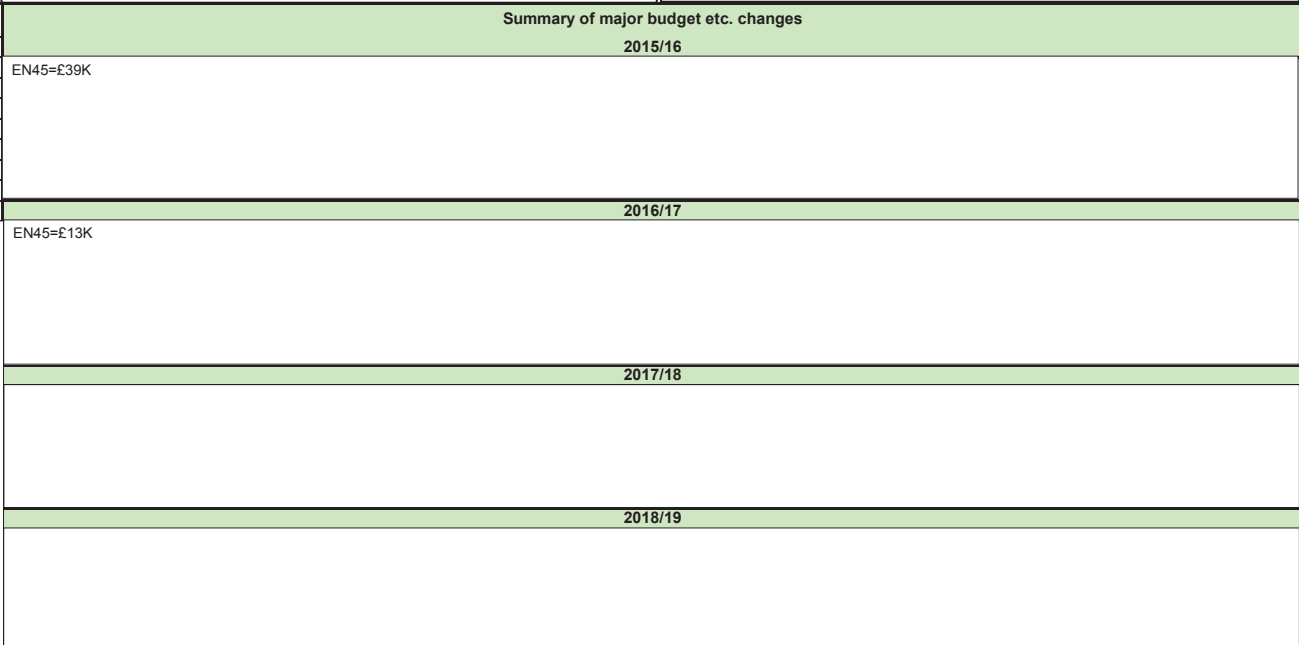 Summary of major budget etc. changes
2015/16
EN45=£39K
2016/17
EN45=£13K
2017/18
2018/19